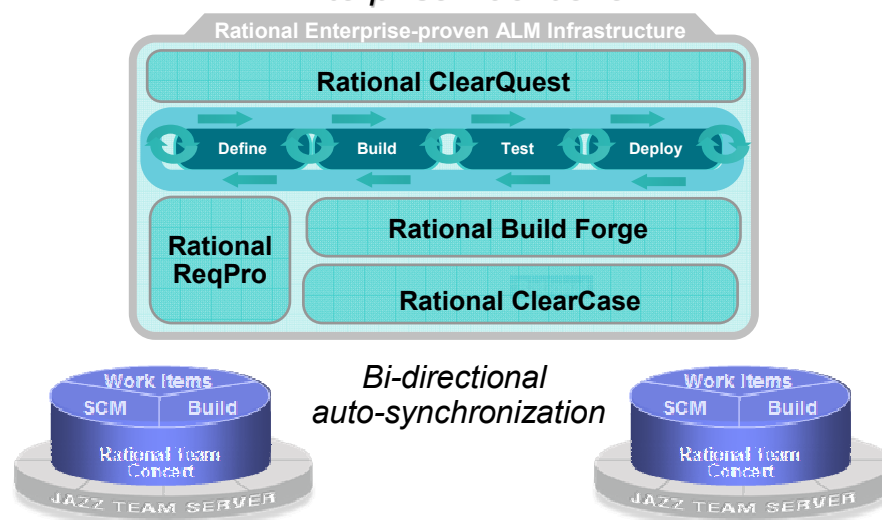 Rational Enterprise-proven ALM Infrastructure
Rational ClearQuest
Define Build Test Deploy
Rational
ReqPro
Rational Build Forge
Rational ClearCase
Bi-directional
auto-synchronization
Work Items
SCM Build
Rational Team
Concert
JAZZ TEAM SERVER
Work Items
SCM Build
Rational Team
Concert
JAZZ TEAM SERVER